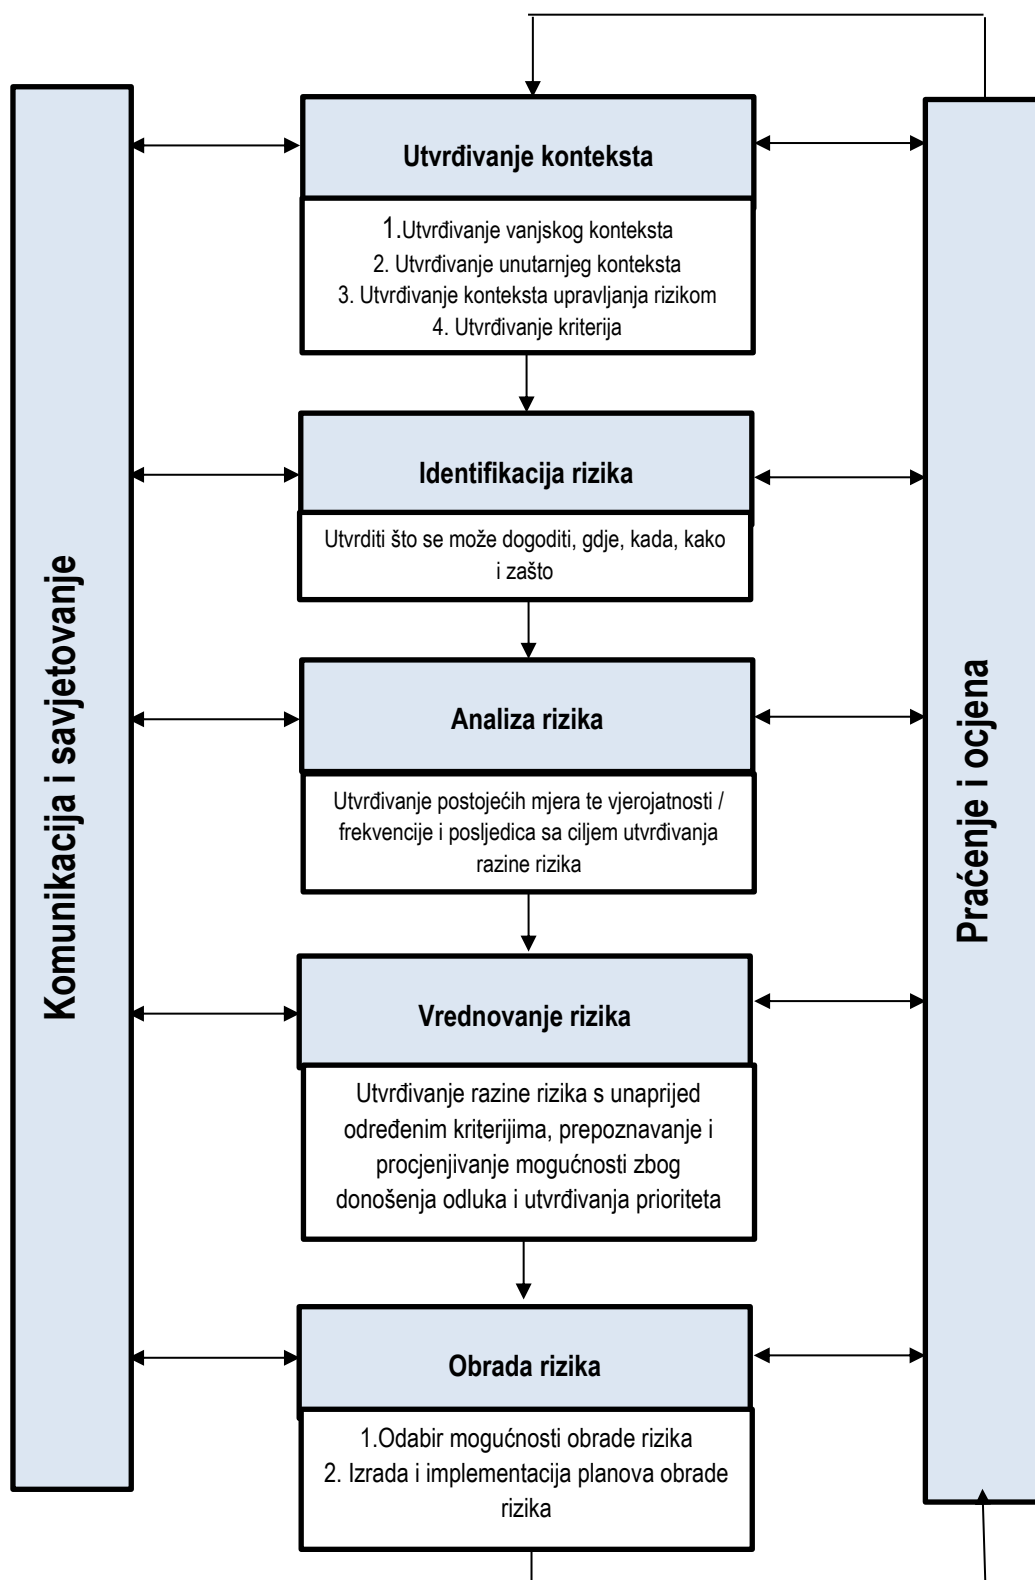 Utvrđivanje konteksta
1.Utvrđivanje vanjskog konteksta
2. Utvrđivanje unutarnjeg konteksta
3. Utvrđivanje konteksta upravljanja rizikom
4. Utvrđivanje kriterija
Identifikacija rizika
Utvrditi što se može dogoditi, gdje, kada, kako
i zašto
Analiza rizika
Utvrđivanje postojećih mjera te vjerojatnosti /
frekvencije i posljedica sa ciljem utvrđivanja
razine rizika
Vrednovanje rizika
Utvrđivanje razine rizika s unaprijed
određenim kriterijima, prepoznavanje i
procjenjivanje mogućnosti zbog
donošenja odluka i utvrđivanja prioriteta
Obrada rizika
1.Odabir mogućnosti obrade rizika
2. Izrada i implementacija planova obrade
rizika
Komunikacija i savjetovanje
Praćenje i ocjena